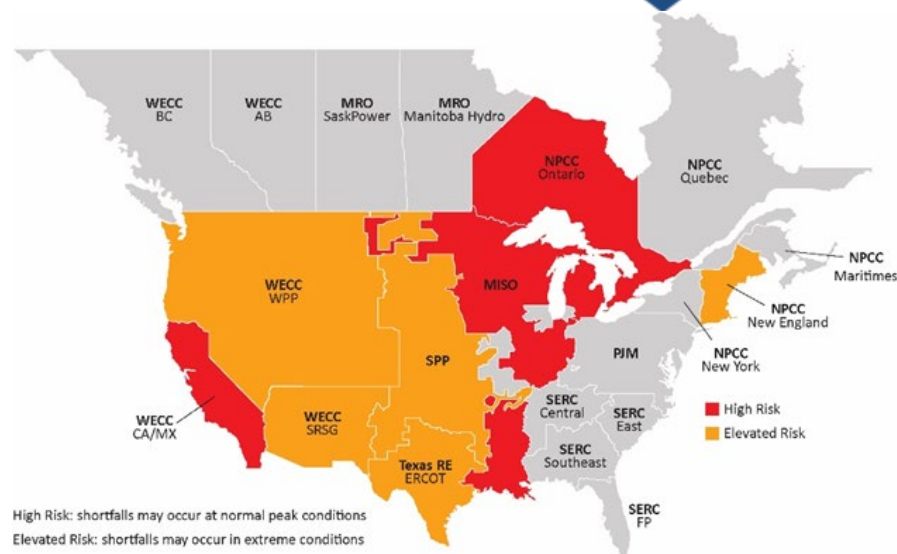 WECC
BC
WECC
AB
MRO
SaskPower
MRO
Manitoba Hydro
NPCC
Ontario
NPCC
Quebec
NPCC
Maritimes
WECC
WPP
MISO
NPCC
New England
SPP
PJM
NPCC
New York
WECC
CA/MX
WECC
SRSG
SERC
Central
SERC
East
High Risk
Elevated Risk
Texas RE
ERCOT
SERC
Southeast
SERC
FP
High Risk: shortfalls may occur at normal peak conditions
Elevated Risk: shortfalls may occur in extreme conditions